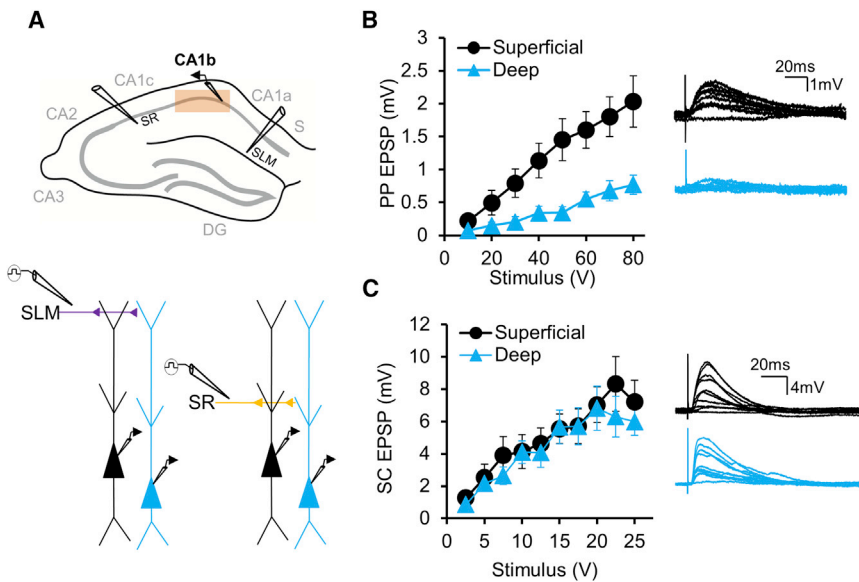 A
CA1b
CA1c
CA1a
CA2
SR
S
SLM
CA3
DG
SLM
SR
B
Superficial
Deep
PP EPSP (mV)
3
2.5
2
1.5
1
0.5
0
0 20 40 60 80
Stimulus (V)
20ms
1mV
C
Superficial
Deep
SC EPSP (mV)
12
10
8
6
4
2
0
0 5 10 15 20 25
Stimulus (V)
20ms
4mV